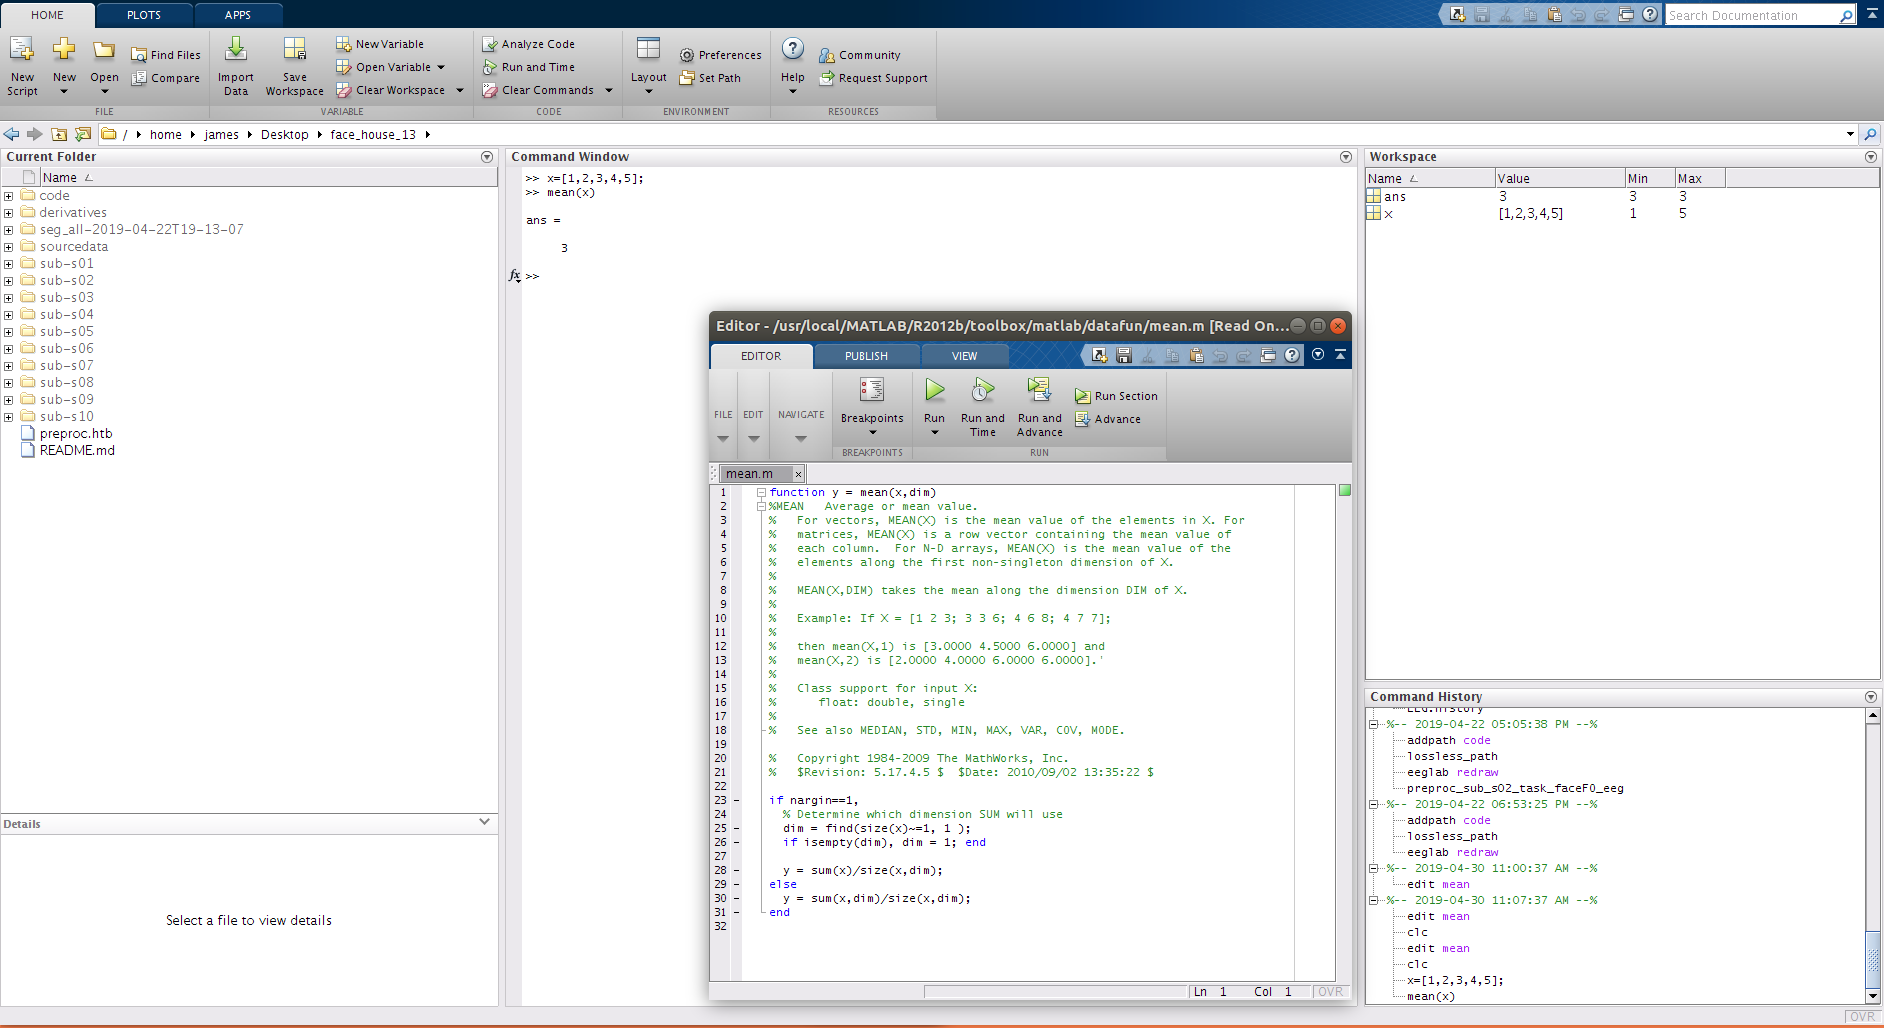 HOME PLOTS APPS
Search Documentation
New Script
New
Open
Find Files
Compare
FILE
Import Data
Save Workspace
New Variable
Open Variable
Clear Workspace
VARIABLE
Analyze Code
Run and Time
Clear Commands
CODE
Layout
Preferences
Set Path
ENVIRONMENT
Help
Community
Request Support
RESOURCES
/ home james Desktop face_house_13
Current Folder
Name
code
derivatives
seg_all-2019-04-22T19-13-07
sourcedata
sub-s01
sub-s02
sub-s03
sub-s04
sub-s05
sub-s06
sub-s07
sub-s08
sub-s09
sub-s10
preproc.htb
README.md
Details
Select a file to view details
Command Window
>> x=[1,2,3,4,5];
>> mean(x)
ans =
3
fx >>
Editor - /usr/local/MATLAB/R2012b/toolbox/matlab/datafun/mean.m [Read On...
EDITOR PUBLISH VIEW
FILE EDIT NAVIGATE
Breakpoints
BREAKPOINTS
Run
Run and Time
Run and Advance
Run Section
Advance
RUN
mean.m
1 function y = mean(x,dim)
2 %MEAN   Average or mean value.
3 %   For vectors, MEAN(X) is the mean value of the elements in X. For
4 %   matrices, MEAN(X) is a row vector containing the mean value of
5 %   each column.  For N-D arrays, MEAN(X) is the mean value of the
6 %   elements along the first non-singleton dimension of X.
7 %
8 %   MEAN(X,DIM) takes the mean along the dimension DIM of X.
9 %
10 %   Example: If X = [1 2 3; 3 3 6; 4 6 8; 4 7 7];
11 %
12 %   then mean(X,1) is [3.0000 4.5000 6.0000] and
13 %   mean(X,2) is [2.0000 4.0000 6.0000 6.0000].'
14 %
15 %   Class support for input X:
16 %      float: double, single
17 %
18 %   See also MEDIAN, STD, MIN, MAX, VAR, COV, MODE.
19
20 %   Copyright 1984-2009 The MathWorks, Inc.
21 %   $Revision: 5.17.4.5 $  $Date: 2010/09/02 13:35:22 $
22
23 - if nargin==1,
24 % Determine which dimension SUM will use
25 - dim = find(size(x)~=1, 1 );
26 - if isempty(dim), dim = 1; end
27
28 - y = sum(x)/size(x,dim);
29 - else
30 - y = sum(x,dim)/size(x,dim);
31 - end
32
Ln 1 Col 1 OVR
Workspace
Name Value Min Max
ans 3 3 3
x [1,2,3,4,5] 1 5
Command History
EEG.history
%-- 2019-04-22 05:05:38 PM --%
addpath code
lossless_path
eeglab redraw
preproc_sub_s02_task_faceFO_eeg
%-- 2019-04-22 06:53:25 PM --%
addpath code
lossless_path
eeglab redraw
%-- 2019-04-30 11:00:37 AM --%
edit mean
%-- 2019-04-30 11:07:37 AM --%
edit mean
clc
edit mean
clc
x=[1,2,3,4,5];
mean(x)
OVR